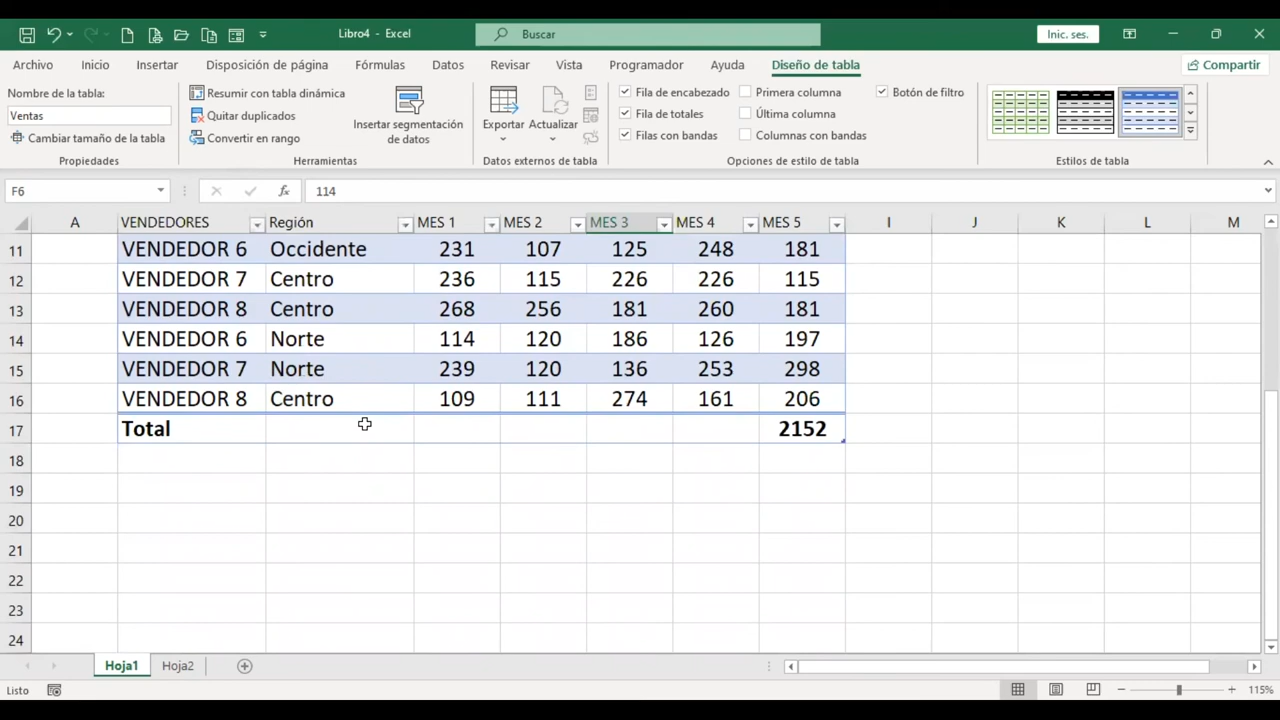 Libro4 - Excel
Buscar
Inic. ses.
Archivo Inicio Insertar Disposición de página Fórmulas Datos Revisar Vista Programador Ayuda Diseño de tabla Compartir
Nombre de la tabla:
Ventas
Cambiar tamaño de la tabla
Propiedades
Resumir con tabla dinámica
Quitar duplicados
Convertir en rango
Insertar segmentación
de datos
Herramientas
Exportar Actualizar
Datos externos de tabla
Fila de encabezado Primera columna Botón de filtro
Fila de totales Última columna
Filas con bandas Columnas con bandas
Opciones de estilo de tabla
Estilos de tabla
F6 fx 114
A VENDEDORES Región MES 1 MES 2 MES 3 MES 4 MES 5 I J K L M
11 VENDEDOR 6 Occidente 231 107 125 248 181
12 VENDEDOR 7 Centro 236 115 226 226 115
13 VENDEDOR 8 Centro 268 256 181 260 181
14 VENDEDOR 6 Norte 114 120 186 126 197
15 VENDEDOR 7 Norte 239 120 136 253 298
16 VENDEDOR 8 Centro 109 111 274 161 206
17 Total 2152
18
19
20
21
22
23
24
Hoja1 Hoja2
Listo 115%